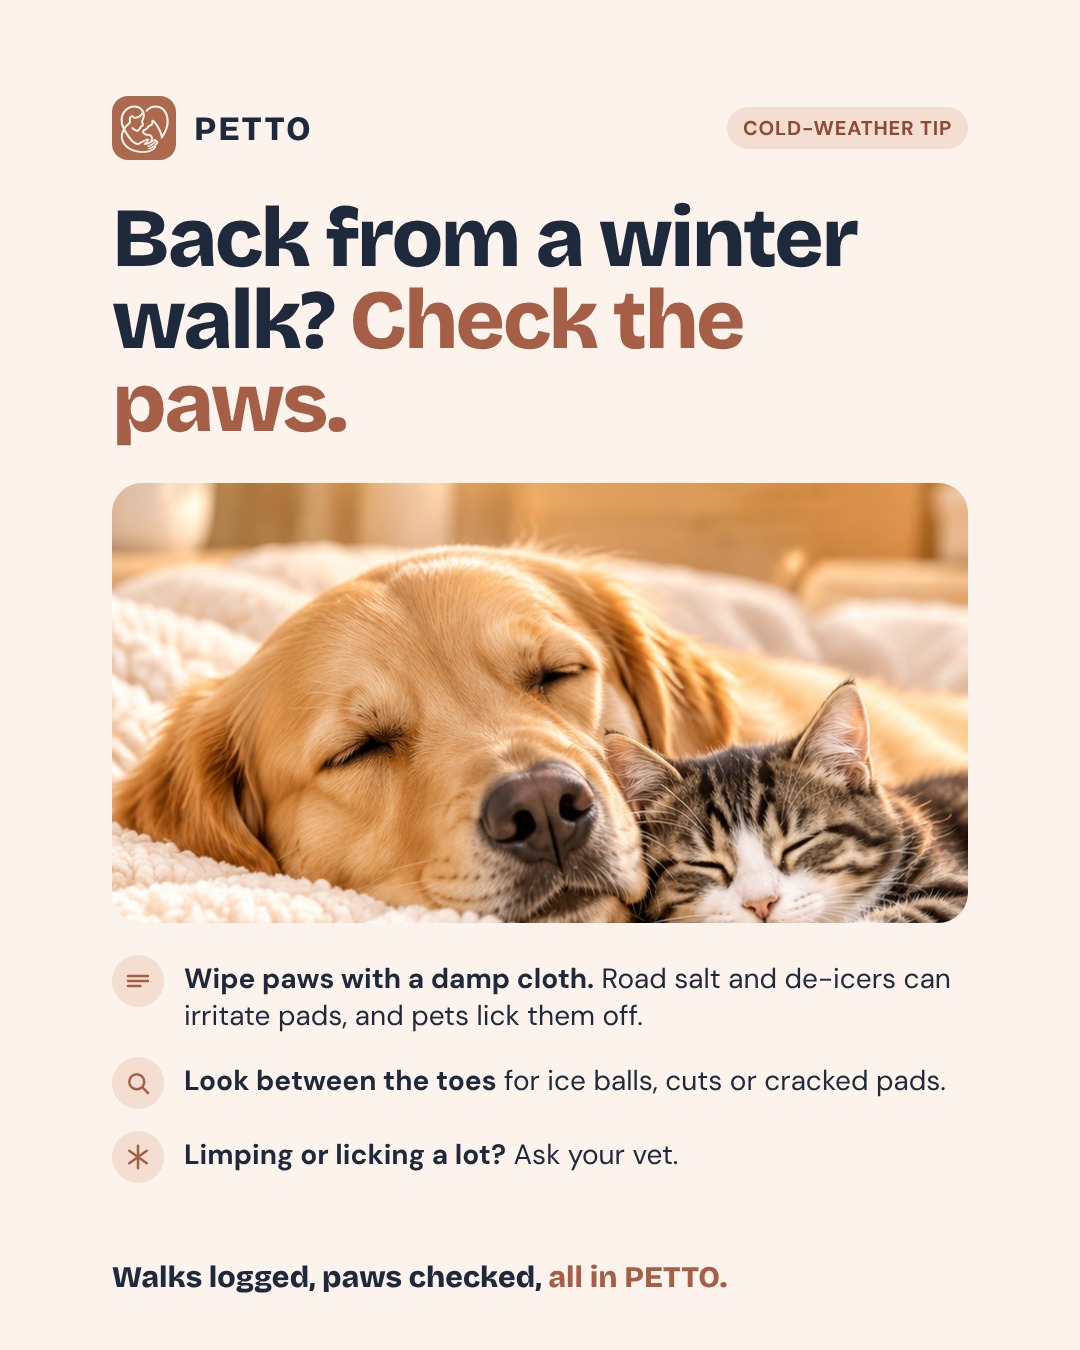 PETTO
COLD-WEATHER TIP
Back from a winter
walk? Check the
paws.
Wipe paws with a damp cloth. Road salt and de-icers can
irritate pads, and pets lick them off.
Look between the toes for ice balls, cuts or cracked pads.
Limping or licking a lot? Ask your vet.
Walks logged, paws checked, all in PETTO.